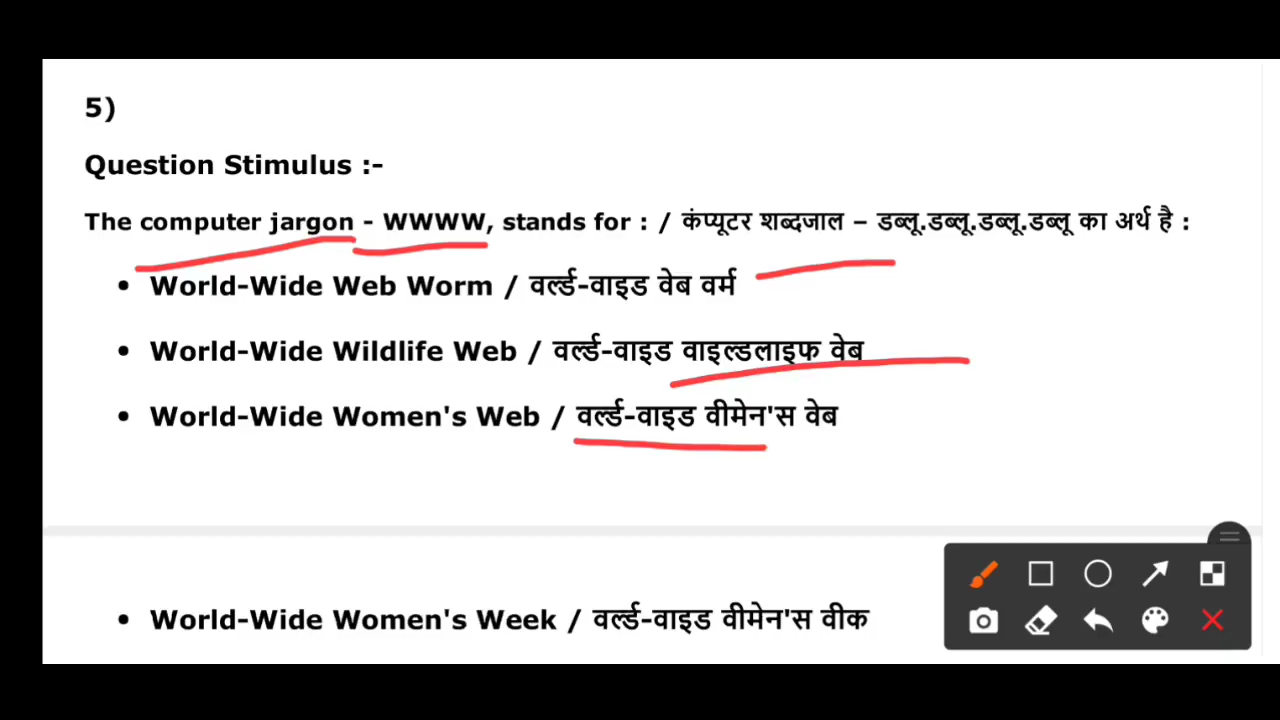 5)
Question Stimulus :-
The computer jargon - WWWW, stands for : / कंप्यूटर शब्दजाल – डब्लू.डब्लू.डब्लू.डब्लू का अर्थ है :
• World-Wide Web Worm / वर्ल्ड-वाइड वेब वर्म
• World-Wide Wildlife Web / वर्ल्ड-वाइड वाइल्डलाइफ वेब
• World-Wide Women's Web / वर्ल्ड-वाइड वीमेन'स वेब
• World-Wide Women's Week / वर्ल्ड-वाइड वीमेन'स वीक